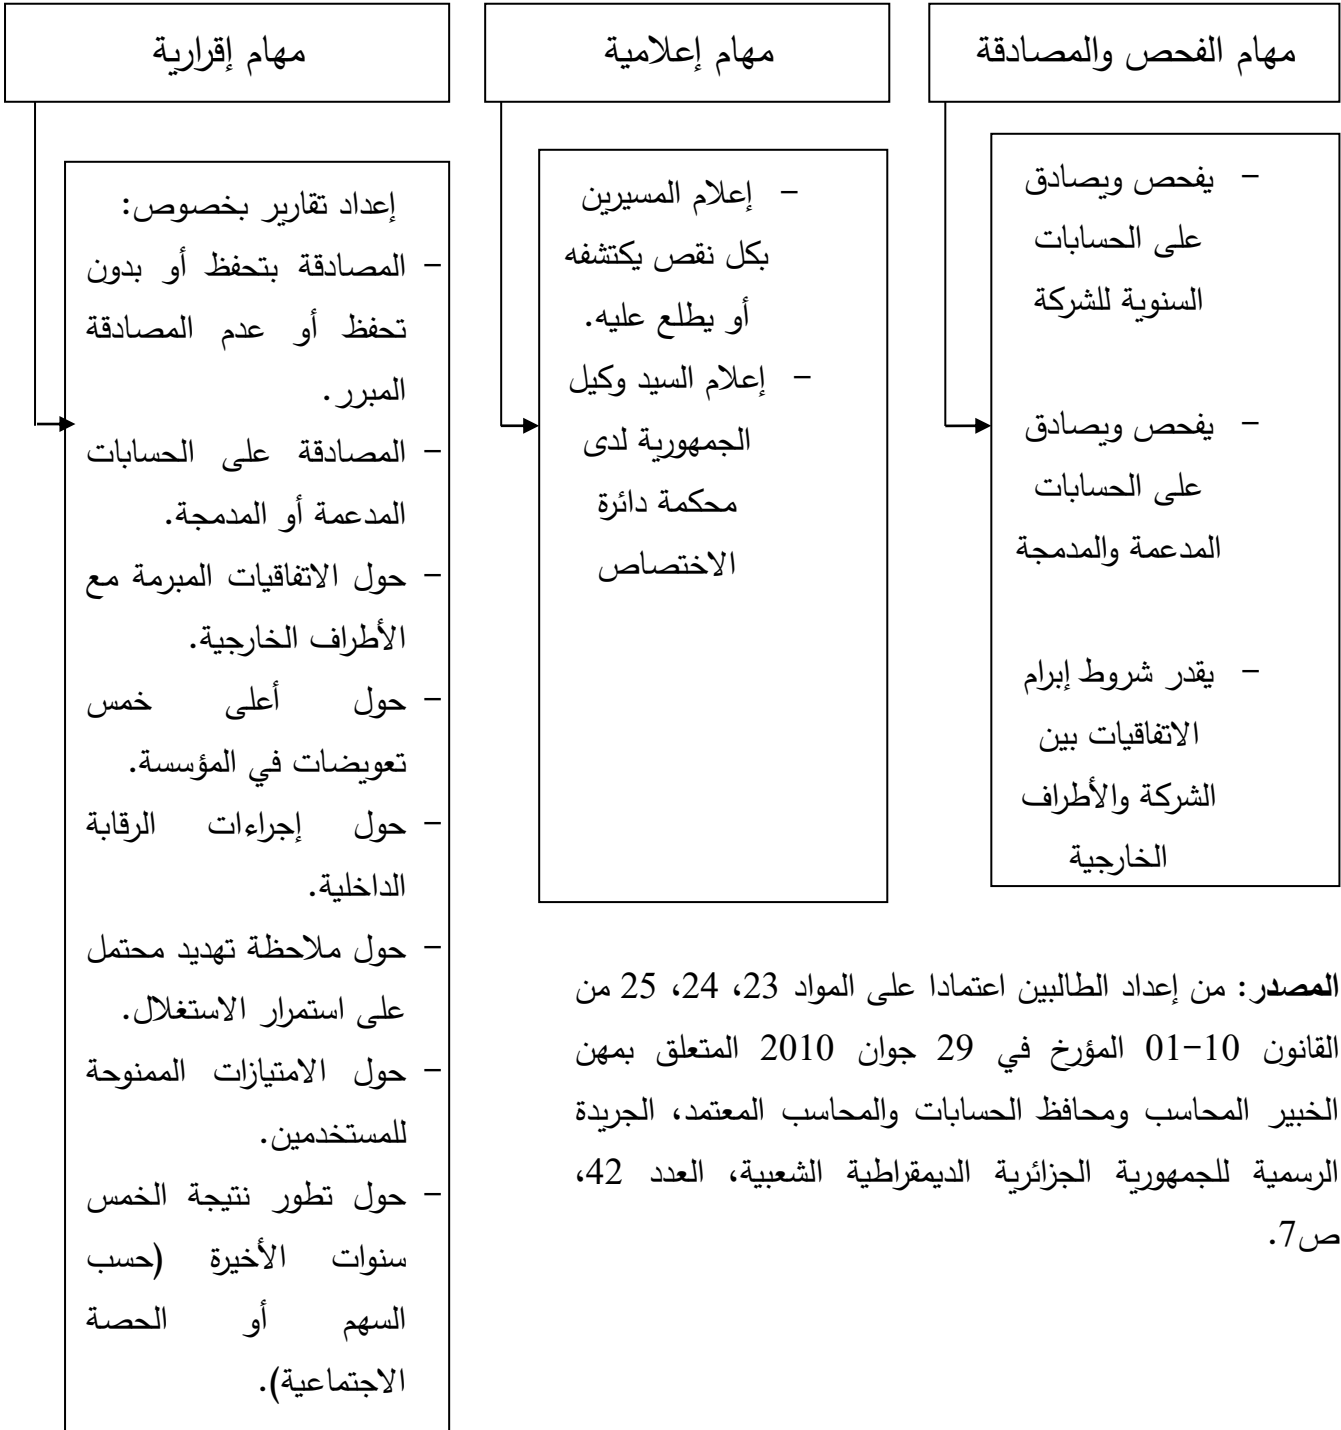 مهام الفحص والمصادقة
- يفحص ويصادق
على الحسابات
السنوية للشركة
- يفحص ويصادق
على الحسابات
المدعمة والمدمجة
- يقدر شروط إبرام
الاتفاقيات بين
الشركة والأطراف
الخارجية
مهام إعلامية
- إعلام المسيرين
بكل نقص يكتشفه
أو يطلع عليه.
- إعلام السيد وكيل
الجمهورية لدى
محكمة دائرة
الاختصاص
مهام إقرارية
إعداد تقارير بخصوص:
- المصادقة بتحفظ أو بدون
تحفظ أو عدم المصادقة
المبرر.
- المصادقة على الحسابات
المدعمة أو المدمجة.
- حول الاتفاقيات المبرمة مع
الأطراف الخارجية.
- حول أعلى خمس
تعويضات في المؤسسة.
- حول إجراءات الرقابة
الداخلية.
- حول ملاحظة تهديد محتمل
على استمرار الاستغلال.
- حول الامتيازات الممنوحة
للمستخدمين.
- حول تطور نتيجة الخمس
سنوات الأخيرة (حسب
السهم أو الحصة
الاجتماعية).
المصدر: من إعداد الطالبين اعتمادا على المواد 23، 24، 25 من
القانون 10-01 المؤرخ في 29 جوان 2010 المتعلق بمهن
الخبير المحاسب ومحافظ الحسابات والمحاسب المعتمد، الجريدة
الرسمية للجمهورية الجزائرية الديمقراطية الشعبية، العدد 42،
ص7.